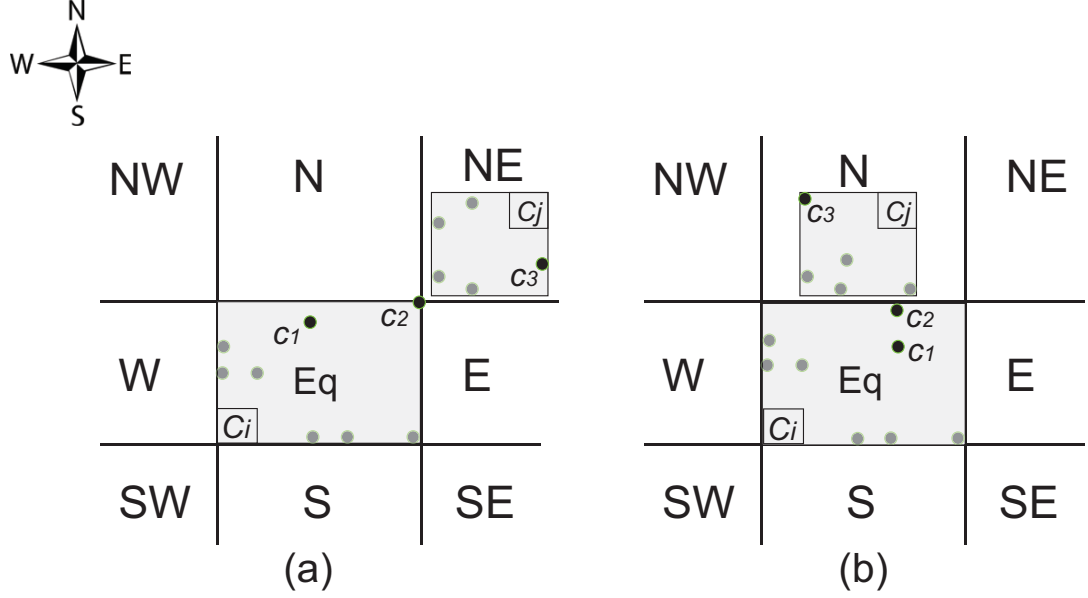 N
W E
S
NW N NE
Cj
c3
c2
c1
W Eq E
Ci
SW S SE
(a)
NW N NE
c3 Cj
c2
c1
W Eq E
Ci
SW S SE
(b)